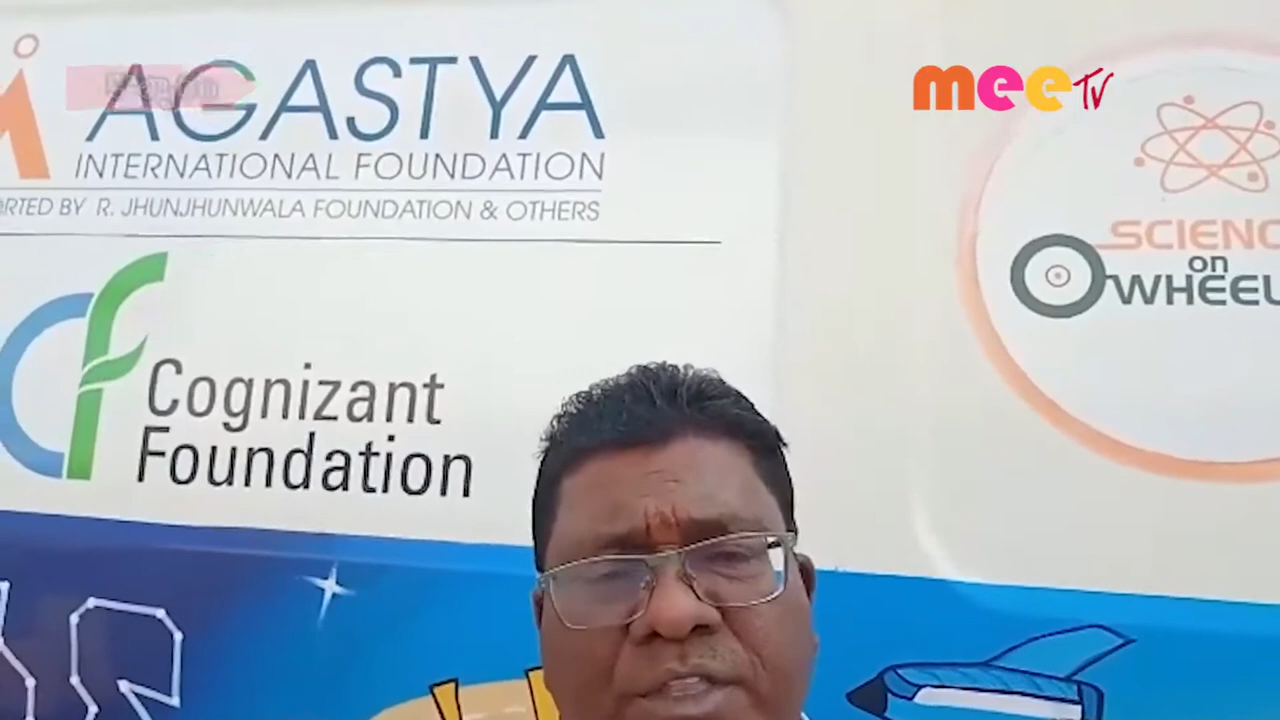 AGASTYA
INTERNATIONAL FOUNDATION
RTED BY R. JHUNJHUNWALA FOUNDATION & OTHERS
Cognizant
Foundation
meeTV
SCIENC
on
WHEEL